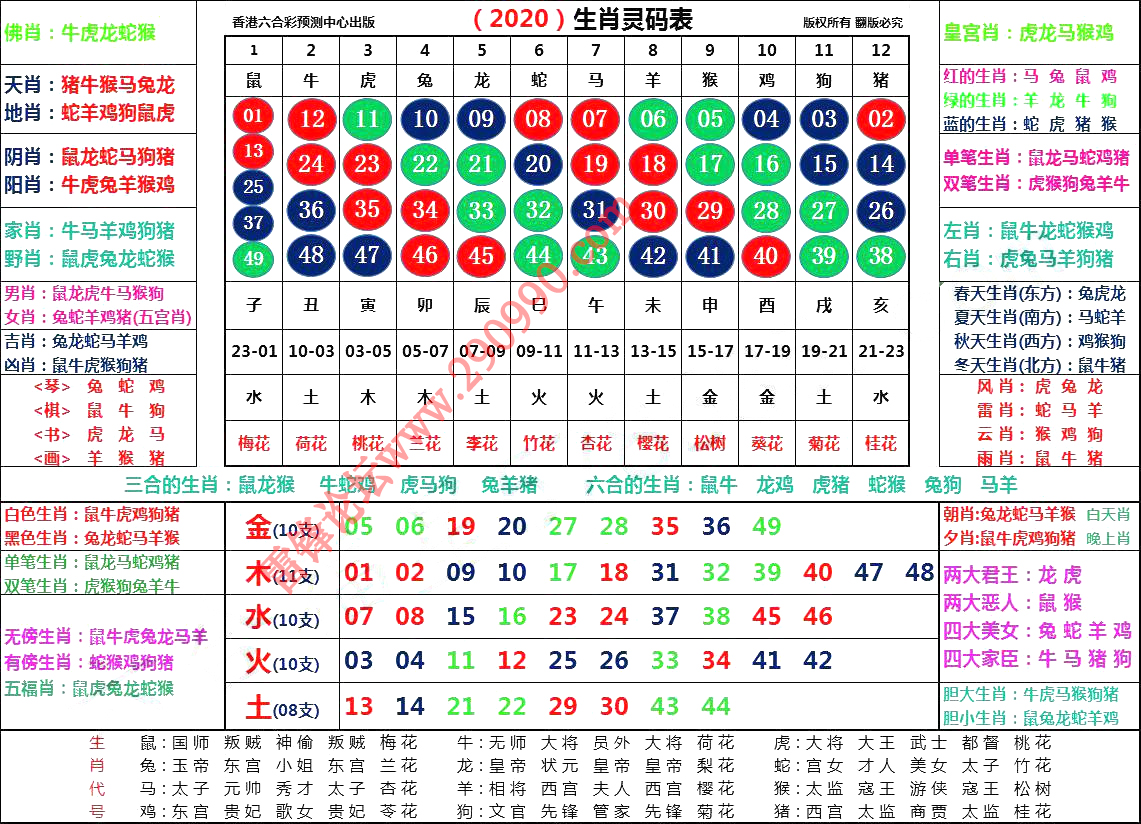 香港六合彩预测中心出版
（2020）生肖灵码表
版权所有 翻版必究
佛肖：牛虎龙蛇猴
天肖：猪牛猴马兔龙
地肖：蛇羊鸡狗鼠虎
阴肖：鼠龙蛇马狗猪
阳肖：牛虎兔羊猴鸡
家肖：牛马羊鸡狗猪
野肖：鼠虎兔龙蛇猴
男肖：鼠龙虎牛马猴狗
女肖：兔蛇羊鸡猪(五宫肖)
吉肖：兔龙蛇马羊鸡
凶肖：鼠牛虎猴狗猪
<琴> 兔 蛇 鸡
<棋> 鼠 牛 狗
<书> 虎 龙 马
<画> 羊 猴 猪
1 2 3 4 5 6 7 8 9 10 11 12
鼠 牛 虎 兔 龙 蛇 马 羊 猴 鸡 狗 猪
01 12 11 10 09 08 07 06 05 04 03 02
13 24 23 22 21 20 19 18 17 16 15 14
25 36 35 34 33 32 31 30 29 28 27 26
37 48 47 46 45 44 43 42 41 40 39 38
49
子 丑 寅 卯 辰 巳 午 未 申 酉 戌 亥
23-01 10-03 03-05 05-07 07-09 09-11 11-13 13-15 15-17 17-19 19-21 21-23
水 土 木 木 土 火 火 土 金 金 土 水
梅花 荷花 桃花 兰花 李花 竹花 杏花 樱花 松树 葵花 菊花 桂花
皇宫肖：虎龙马猴鸡
红的生肖：马 兔 鼠 鸡
绿的生肖：羊 龙 牛 狗
蓝的生肖：蛇 虎 猪 猴
单笔生肖：鼠龙马蛇鸡猪
双笔生肖：虎猴狗兔羊牛
左肖：鼠牛龙蛇猴鸡
右肖：虎兔马羊狗猪
春天生肖(东方)：兔虎龙
夏天生肖(南方)：马蛇羊
秋天生肖(西方)：鸡猴狗
冬天生肖(北方)：鼠牛猪
风肖：虎 兔 龙
雷肖：蛇 马 羊
云肖：猴 鸡 狗
雨肖：鼠 牛 猪
三合的生肖：鼠龙猴 牛蛇鸡 虎马狗 兔羊猪 六合的生肖：鼠牛 龙鸡 虎猪 蛇猴 兔狗 马羊
白色生肖：鼠牛虎鸡狗猪
黑色生肖：兔龙蛇马羊猴
单笔生肖：鼠龙马蛇鸡猪
双笔生肖：虎猴狗兔羊牛
无傍生肖：鼠牛虎兔龙马羊
有傍生肖：蛇猴鸡狗猪
五福肖：鼠虎兔龙蛇猴
金(10支) 05 06 19 20 27 28 35 36 49
木(11支) 01 02 09 10 17 18 31 32 39 40 47 48
水(10支) 07 08 15 16 23 24 37 38 45 46
火(10支) 03 04 11 12 25 26 33 34 41 42
土(08支) 13 14 21 22 29 30 43 44
朝肖:兔龙蛇马羊猴 白天肖
夕肖:鼠牛虎鸡狗猪 晚上肖
两大君王：龙 虎
两大恶人：鼠 猴
四大美女：兔 蛇 羊 鸡
四大家臣：牛 马 猪 狗
胆大生肖：牛虎马猴狗猪
胆小生肖：鼠兔龙蛇羊鸡
生 鼠：国师 叛贼 神偷 叛贼 梅花 牛：无师 大将 员外 大将 荷花 虎：大将 大王 武士 都督 桃花
肖 兔：玉帝 东宫 小姐 东宫 兰花 龙：皇帝 状元 皇帝 皇帝 梨花 蛇：宫女 才人 美女 太子 竹花
代 马：太子 元帅 秀才 太子 杏花 羊：相将 西宫 夫人 西宫 樱花 猴：太监 寇王 游侠 寇王 松树
号 鸡：东宫 贵妃 歌女 贵妃 苓花 狗：文官 先锋 管家 先锋 菊花 猪：西宫 太监 商贾 太监 桂花
雷锋论坛www.290990.com